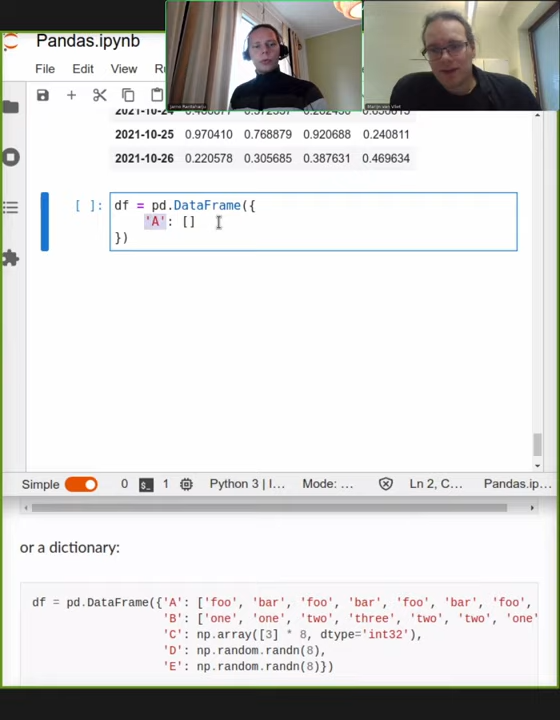 Pandas.ipynb
File Edit View Ru
2021-10-25 0.970410 0.768879 0.920688 0.240811
2021-10-26 0.220578 0.305685 0.387631 0.469634
[ ]: df = pd.DataFrame({
'A': []
})
Simple 0 1 Python 3 | I... Mode: ... Ln 2, C... Pandas.ip...
or a dictionary:
df = pd.DataFrame({'A': ['foo', 'bar', 'foo', 'bar', 'foo', 'bar', 'foo',
'B': ['one', 'one', 'two', 'three', 'two', 'two', 'one'
'C': np.array([3] * 8, dtype='int32'),
'D': np.random.randn(8),
'E': np.random.randn(8)})